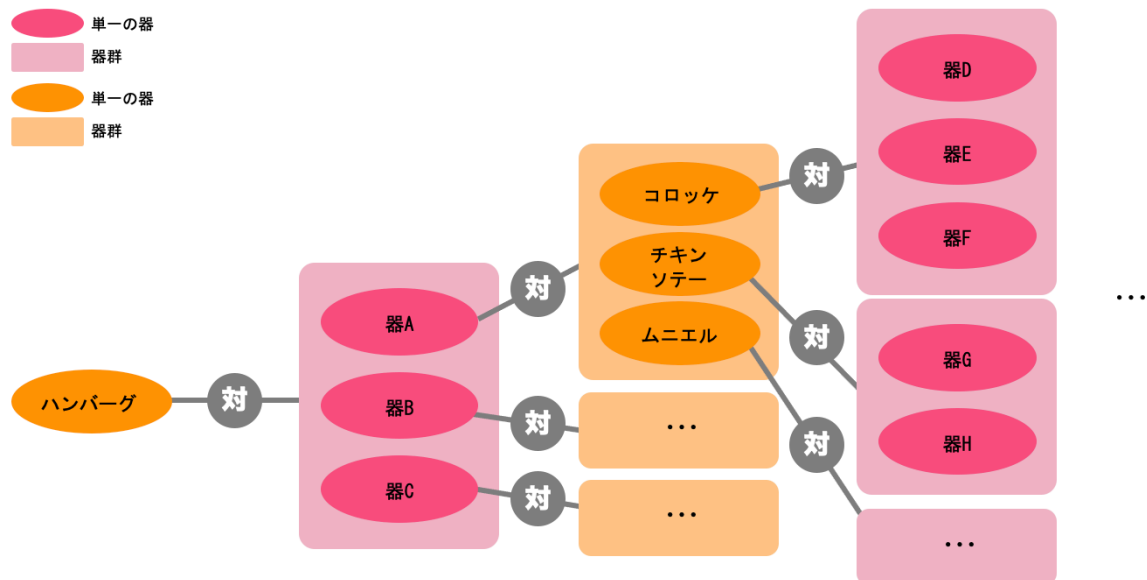 単一の器
器群
単一の器
器群
ハンバーグ
対
器A
器B
器C
対
対
対
コロッケ
チキン
ソテー
ムニエル
...
...
対
対
対
器D
器E
器F
器G
器H
...
...